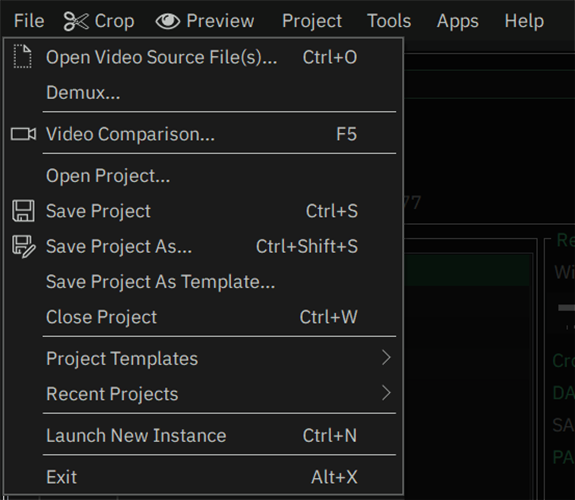 File Crop Preview Project Tools Apps Help
Open Video Source File(s)... Ctrl+O
Demux...
Video Comparison... F5
Open Project...
Save Project Ctrl+S
Save Project As... Ctrl+Shift+S
Save Project As Template...
Close Project Ctrl+W
Project Templates
Recent Projects
Launch New Instance Ctrl+N
Exit Alt+X
77
Re
Wi
Cro
DA
SA
PA